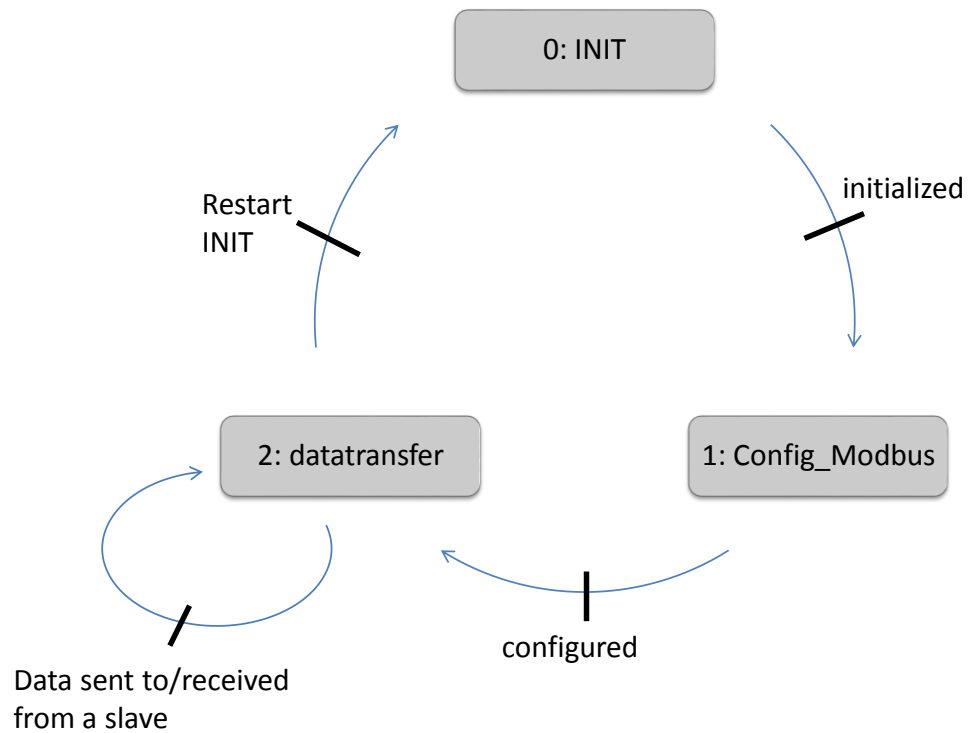 0: INIT
initialized
Restart
INIT
2: datatransfer
1: Config_Modbus
configured
Data sent to/received
from a slave